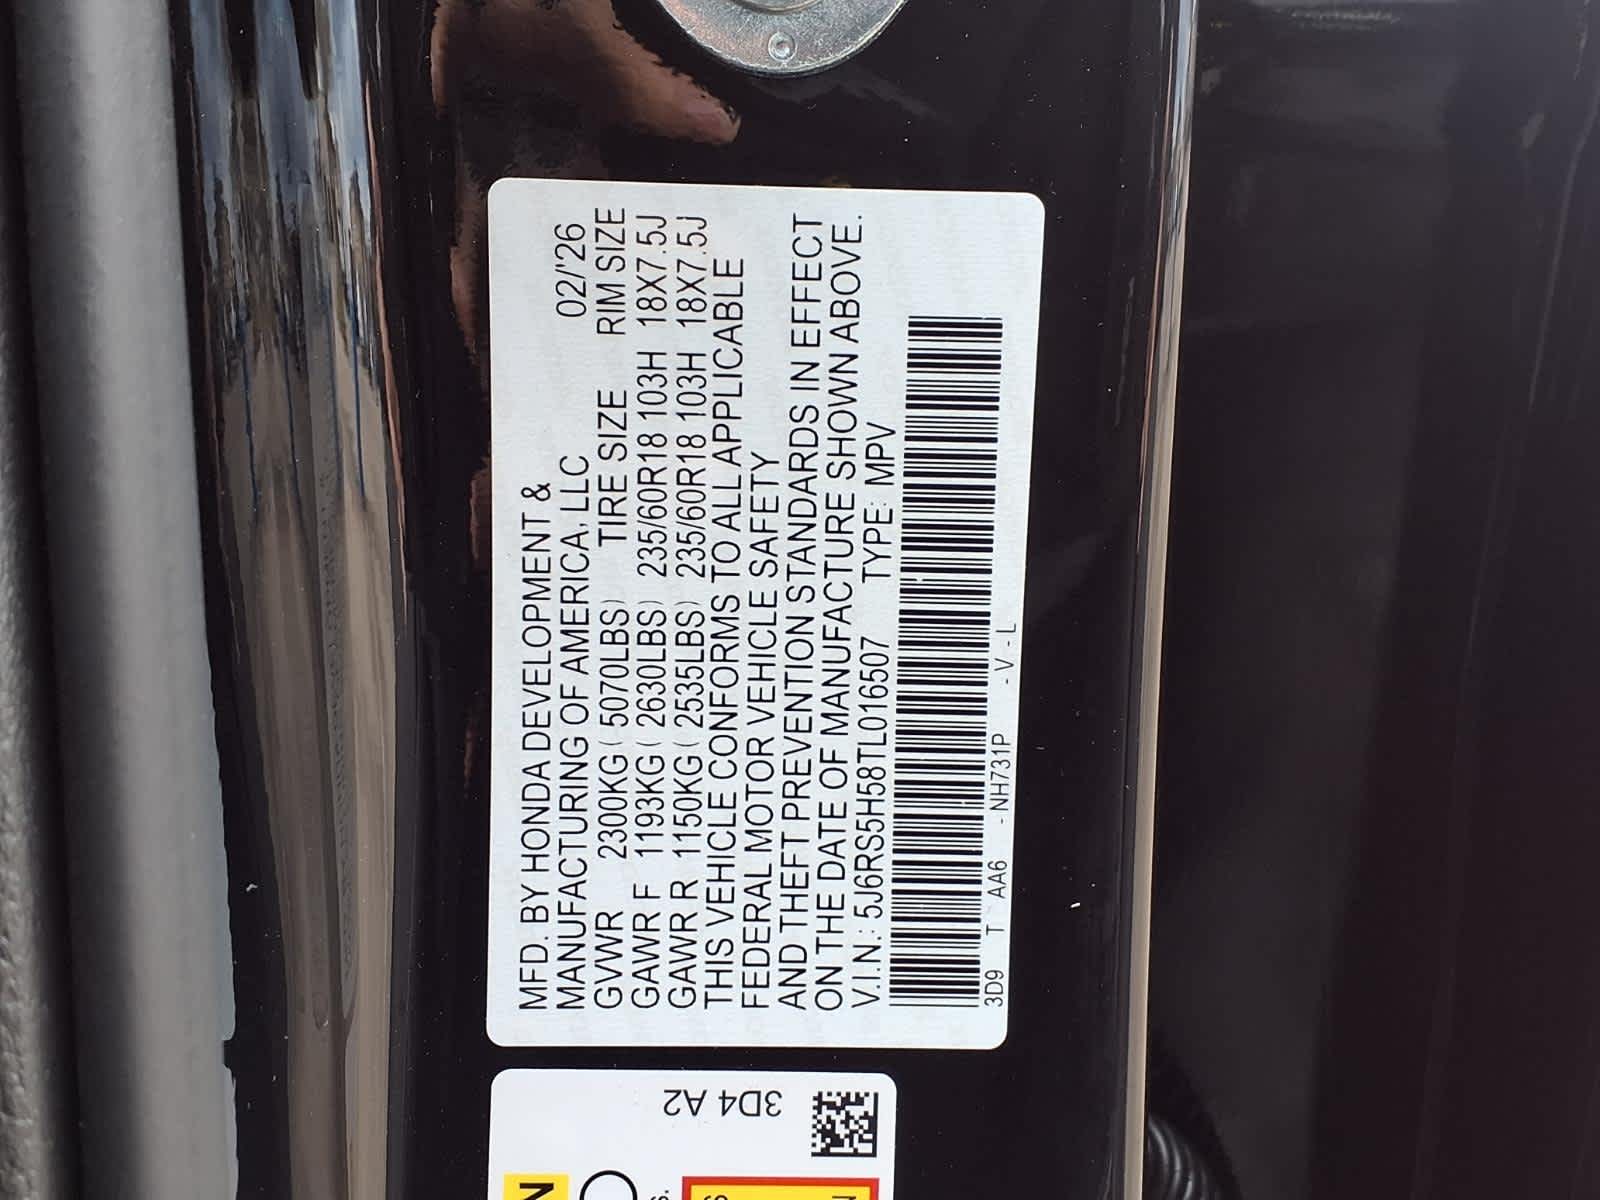 MFD. BY HONDA DEVELOPMENT &
MANUFACTURING OF AMERICA, LLC 02/'26
GVWR 2300KG ( 5070LBS) TIRE SIZE RIM SIZE
GAWR F 1193KG ( 2630LBS) 235/60R18 103H 18X7.5J
GAWR R 1150KG ( 2535LBS) 235/60R18 103H 18X7.5J
THIS VEHICLE CONFORMS TO ALL APPLICABLE
FEDERAL MOTOR VEHICLE SAFETY
AND THEFT PREVENTION STANDARDS IN EFFECT
ON THE DATE OF MANUFACTURE SHOWN ABOVE.
V.I.N.: 5J6RS5H58TL016507 TYPE: MPV
3D9 T AA6 - NH731P - V - L
3D4 A2